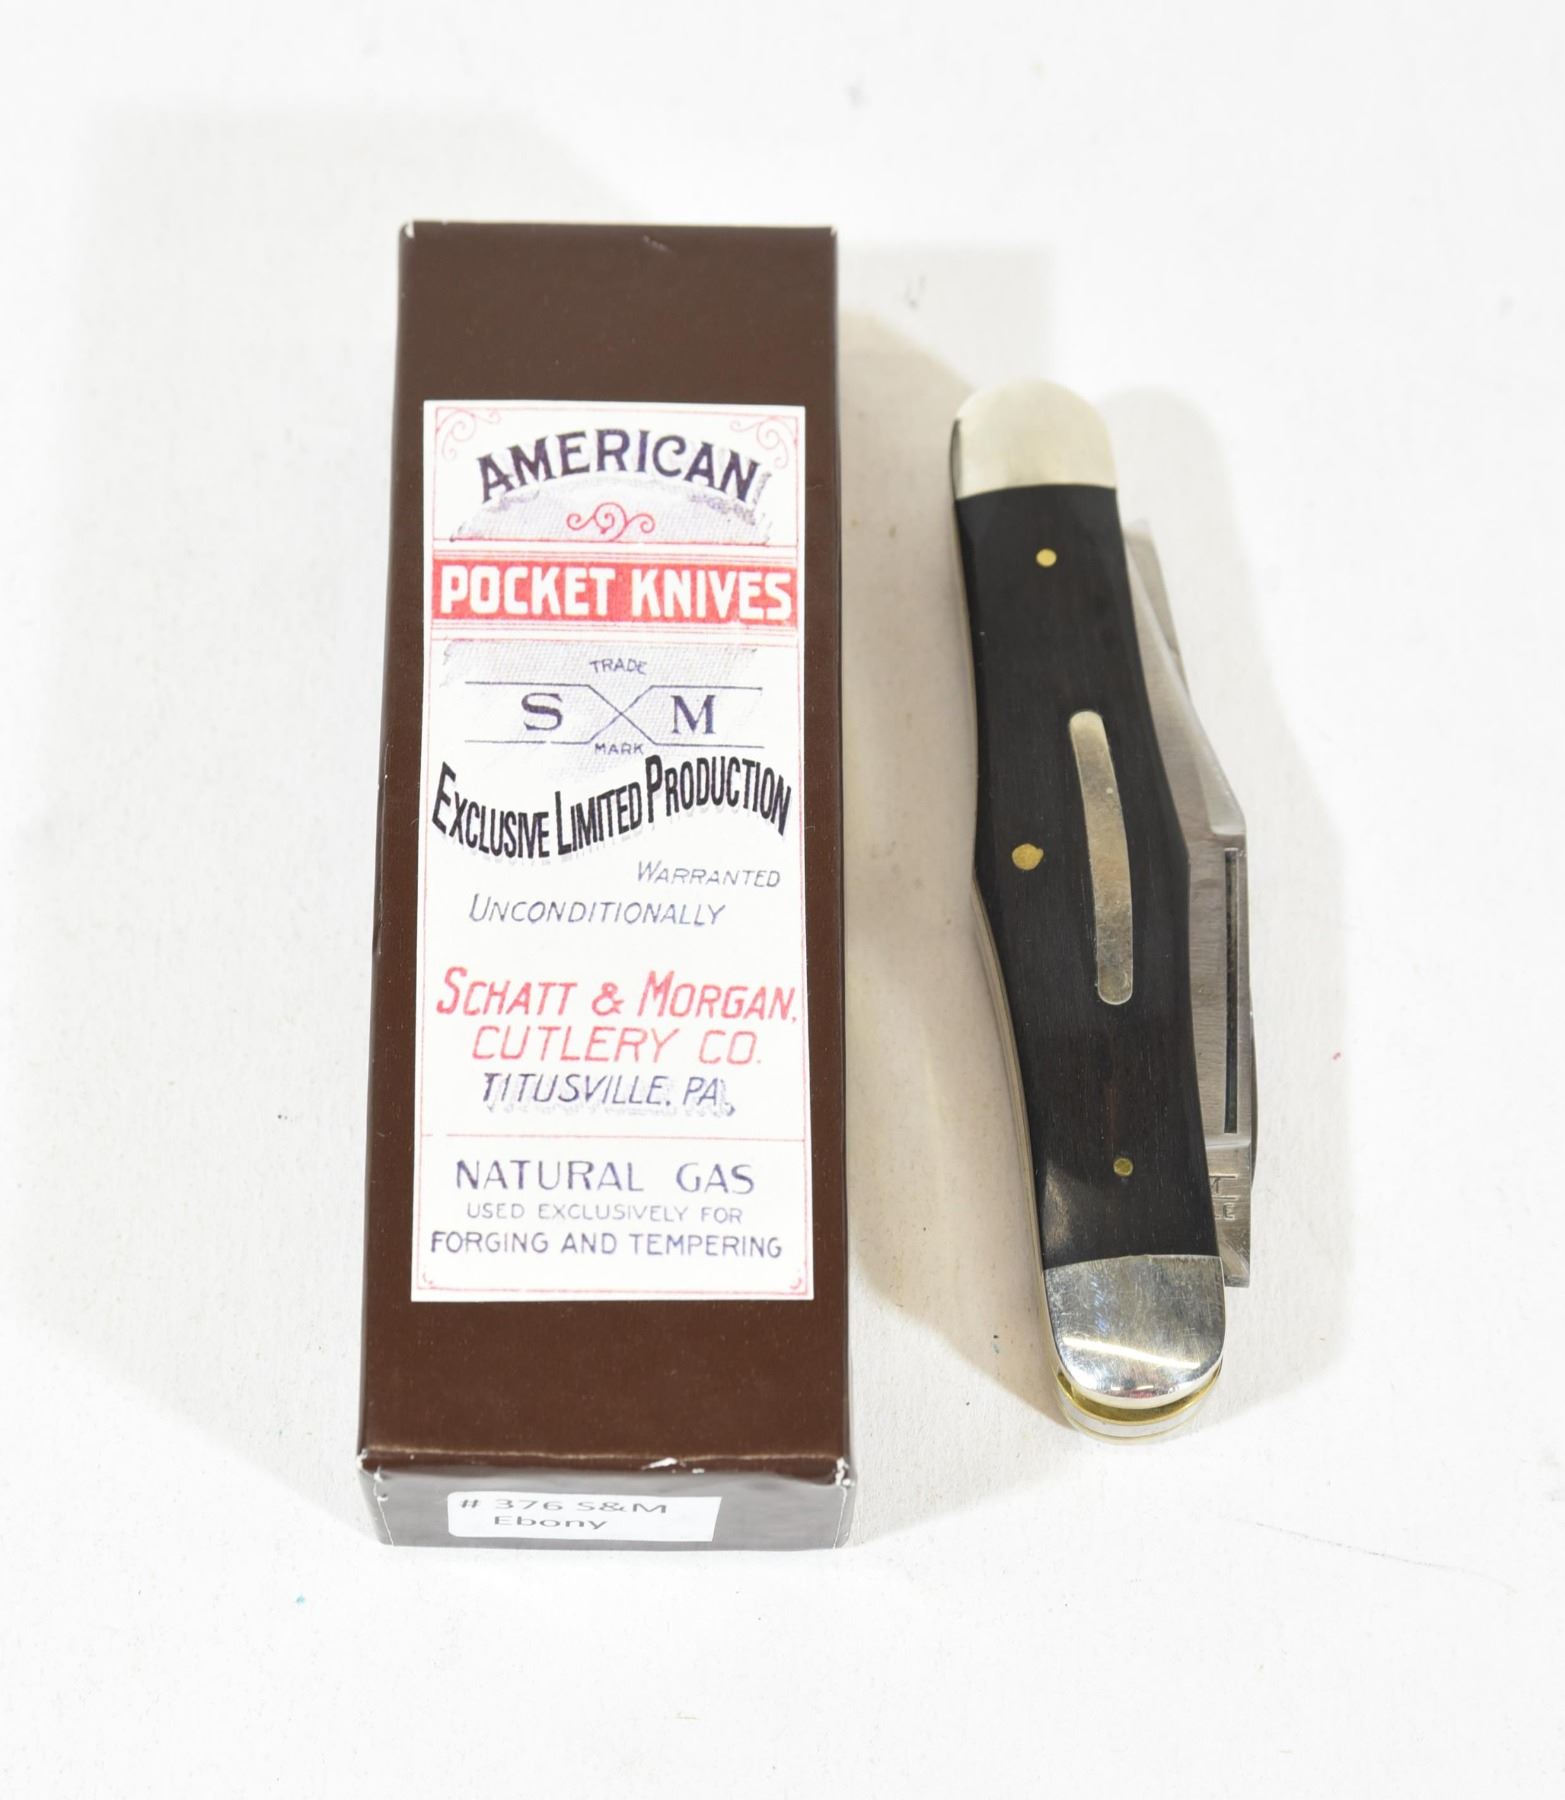 AMERICAN
POCKET KNIVES
TRADE
S M
MARK
EXCLUSIVE LIMITED PRODUCTION
WARRANTED
UNCONDITIONALLY
SCHATT & MORGAN,
CUTLERY CO.
TITUSVILLE, PA,
NATURAL GAS
USED EXCLUSIVELY FOR
FORGING AND TEMPERING
# 376 S&M
Ebony